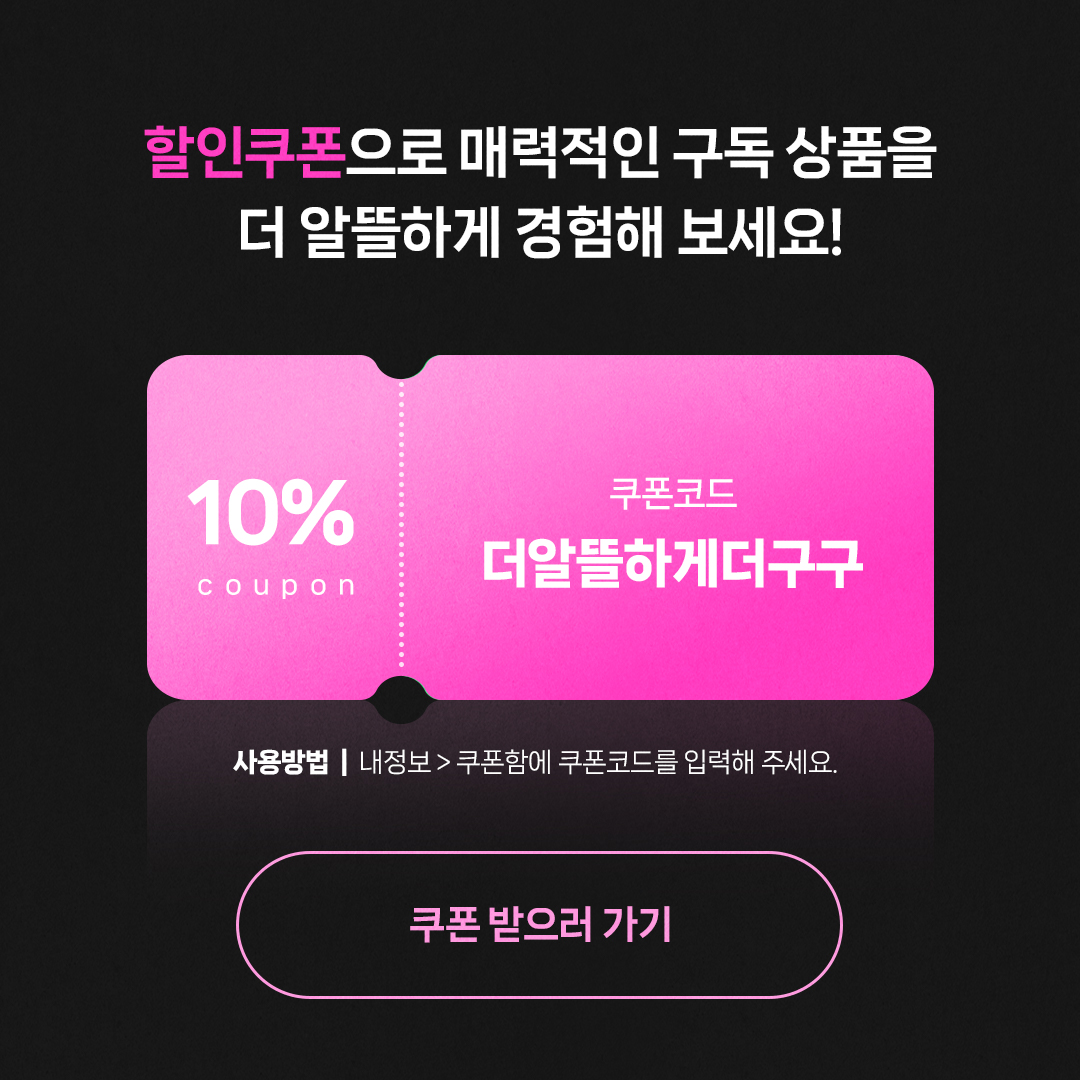 할인쿠폰으로 매력적인 구독 상품을
더 알뜰하게 경험해 보세요!
10%
coupon
쿠폰코드
더알뜰하게더구구
사용방법 | 내정보 > 쿠폰함에 쿠폰코드를 입력해 주세요.
쿠폰 받으러 가기